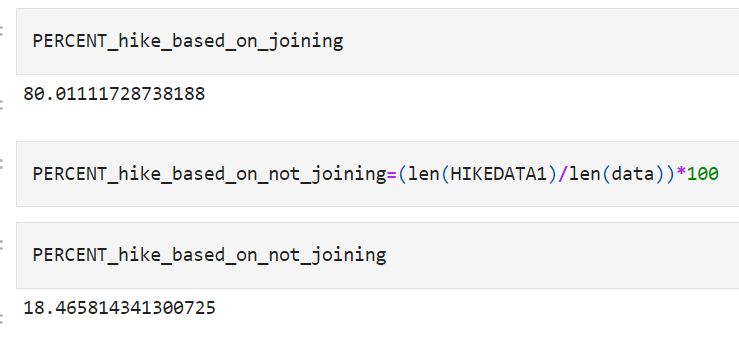 PERCENT_hike_based_on_joining
80.01111728738188
PERCENT_hike_based_on_not_joining=(len(HIKEDATA1)/len(data))*100
PERCENT_hike_based_on_not_joining
18.465814341300725